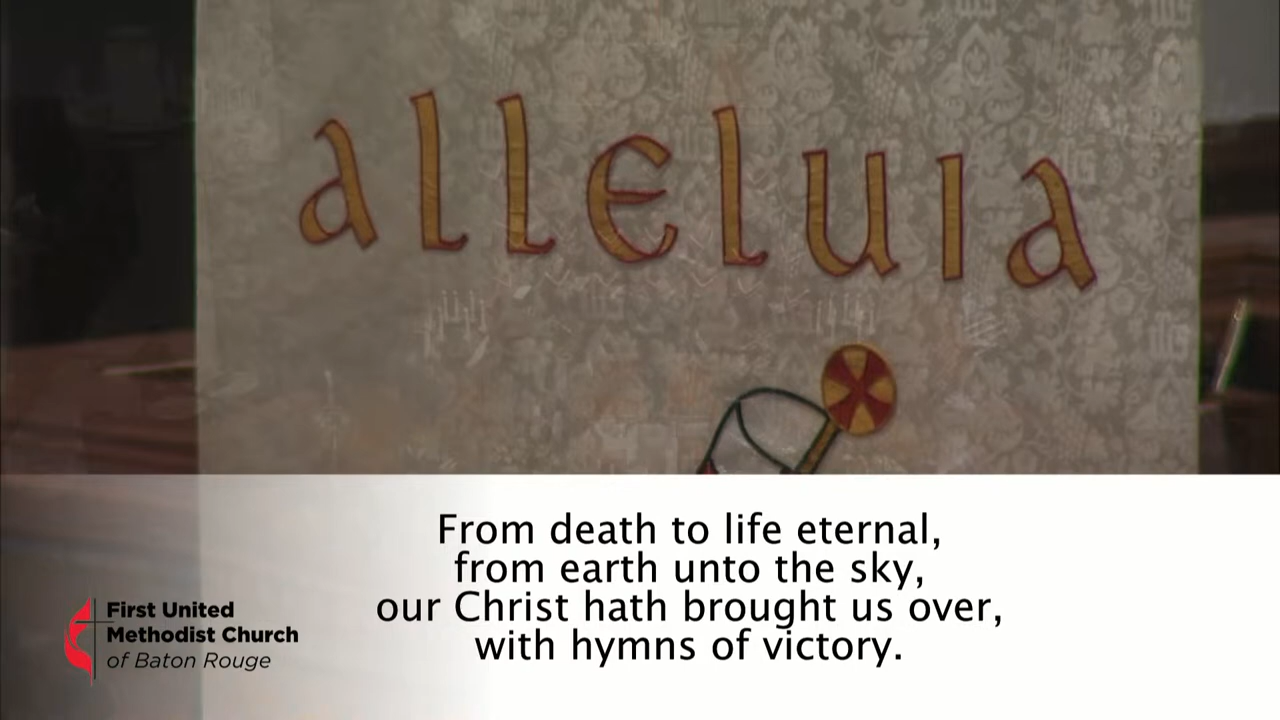 alleluia
From death to life eternal,
from earth unto the sky,
our Christ hath brought us over,
with hymns of victory.
First United
Methodist Church
of Baton Rouge